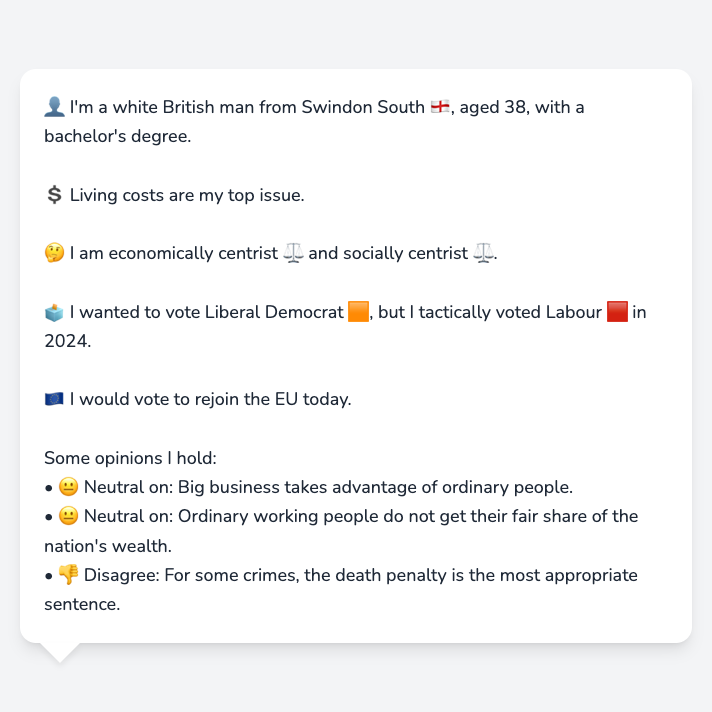 👤 I'm a white British man from Swindon South 🏴󠁧󠁢󠁥󠁮󠁧󠁿, aged 38, with a
bachelor's degree.
💲 Living costs are my top issue.
🤔 I am economically centrist ⚖️ and socially centrist ⚖️.
🗳️ I wanted to vote Liberal Democrat 🟧, but I tactically voted Labour 🟥 in
2024.
🇪🇺 I would vote to rejoin the EU today.
Some opinions I hold:
• 😐 Neutral on: Big business takes advantage of ordinary people.
• 😐 Neutral on: Ordinary working people do not get their fair share of the
nation's wealth.
• 👎 Disagree: For some crimes, the death penalty is the most appropriate
sentence.